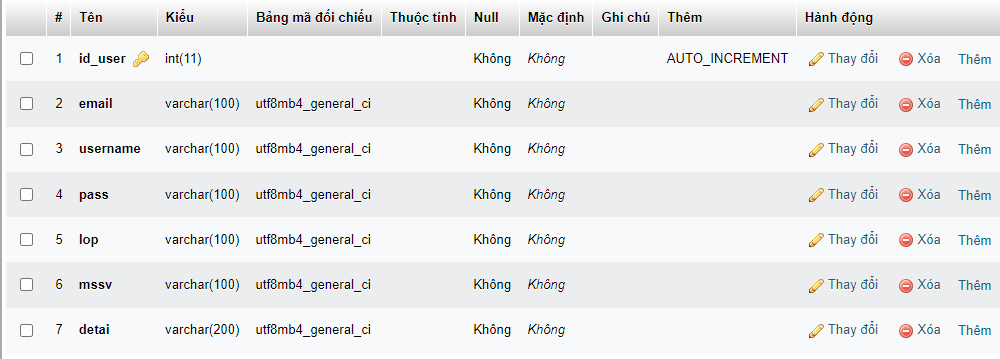 # Tên Kiểu Bảng mã đối chiếu Thuộc tính Null Mặc định Ghi chú Thêm Hành động
1 id_user int(11) Không Không AUTO_INCREMENT Thay đổi Xóa Thêm
2 email varchar(100) utf8mb4_general_ci Không Không Thay đổi Xóa Thêm
3 username varchar(100) utf8mb4_general_ci Không Không Thay đổi Xóa Thêm
4 pass varchar(100) utf8mb4_general_ci Không Không Thay đổi Xóa Thêm
5 lop varchar(100) utf8mb4_general_ci Không Không Thay đổi Xóa Thêm
6 mssv varchar(100) utf8mb4_general_ci Không Không Thay đổi Xóa Thêm
7 detai varchar(200) utf8mb4_general_ci Không Không Thay đổi Xóa Thêm